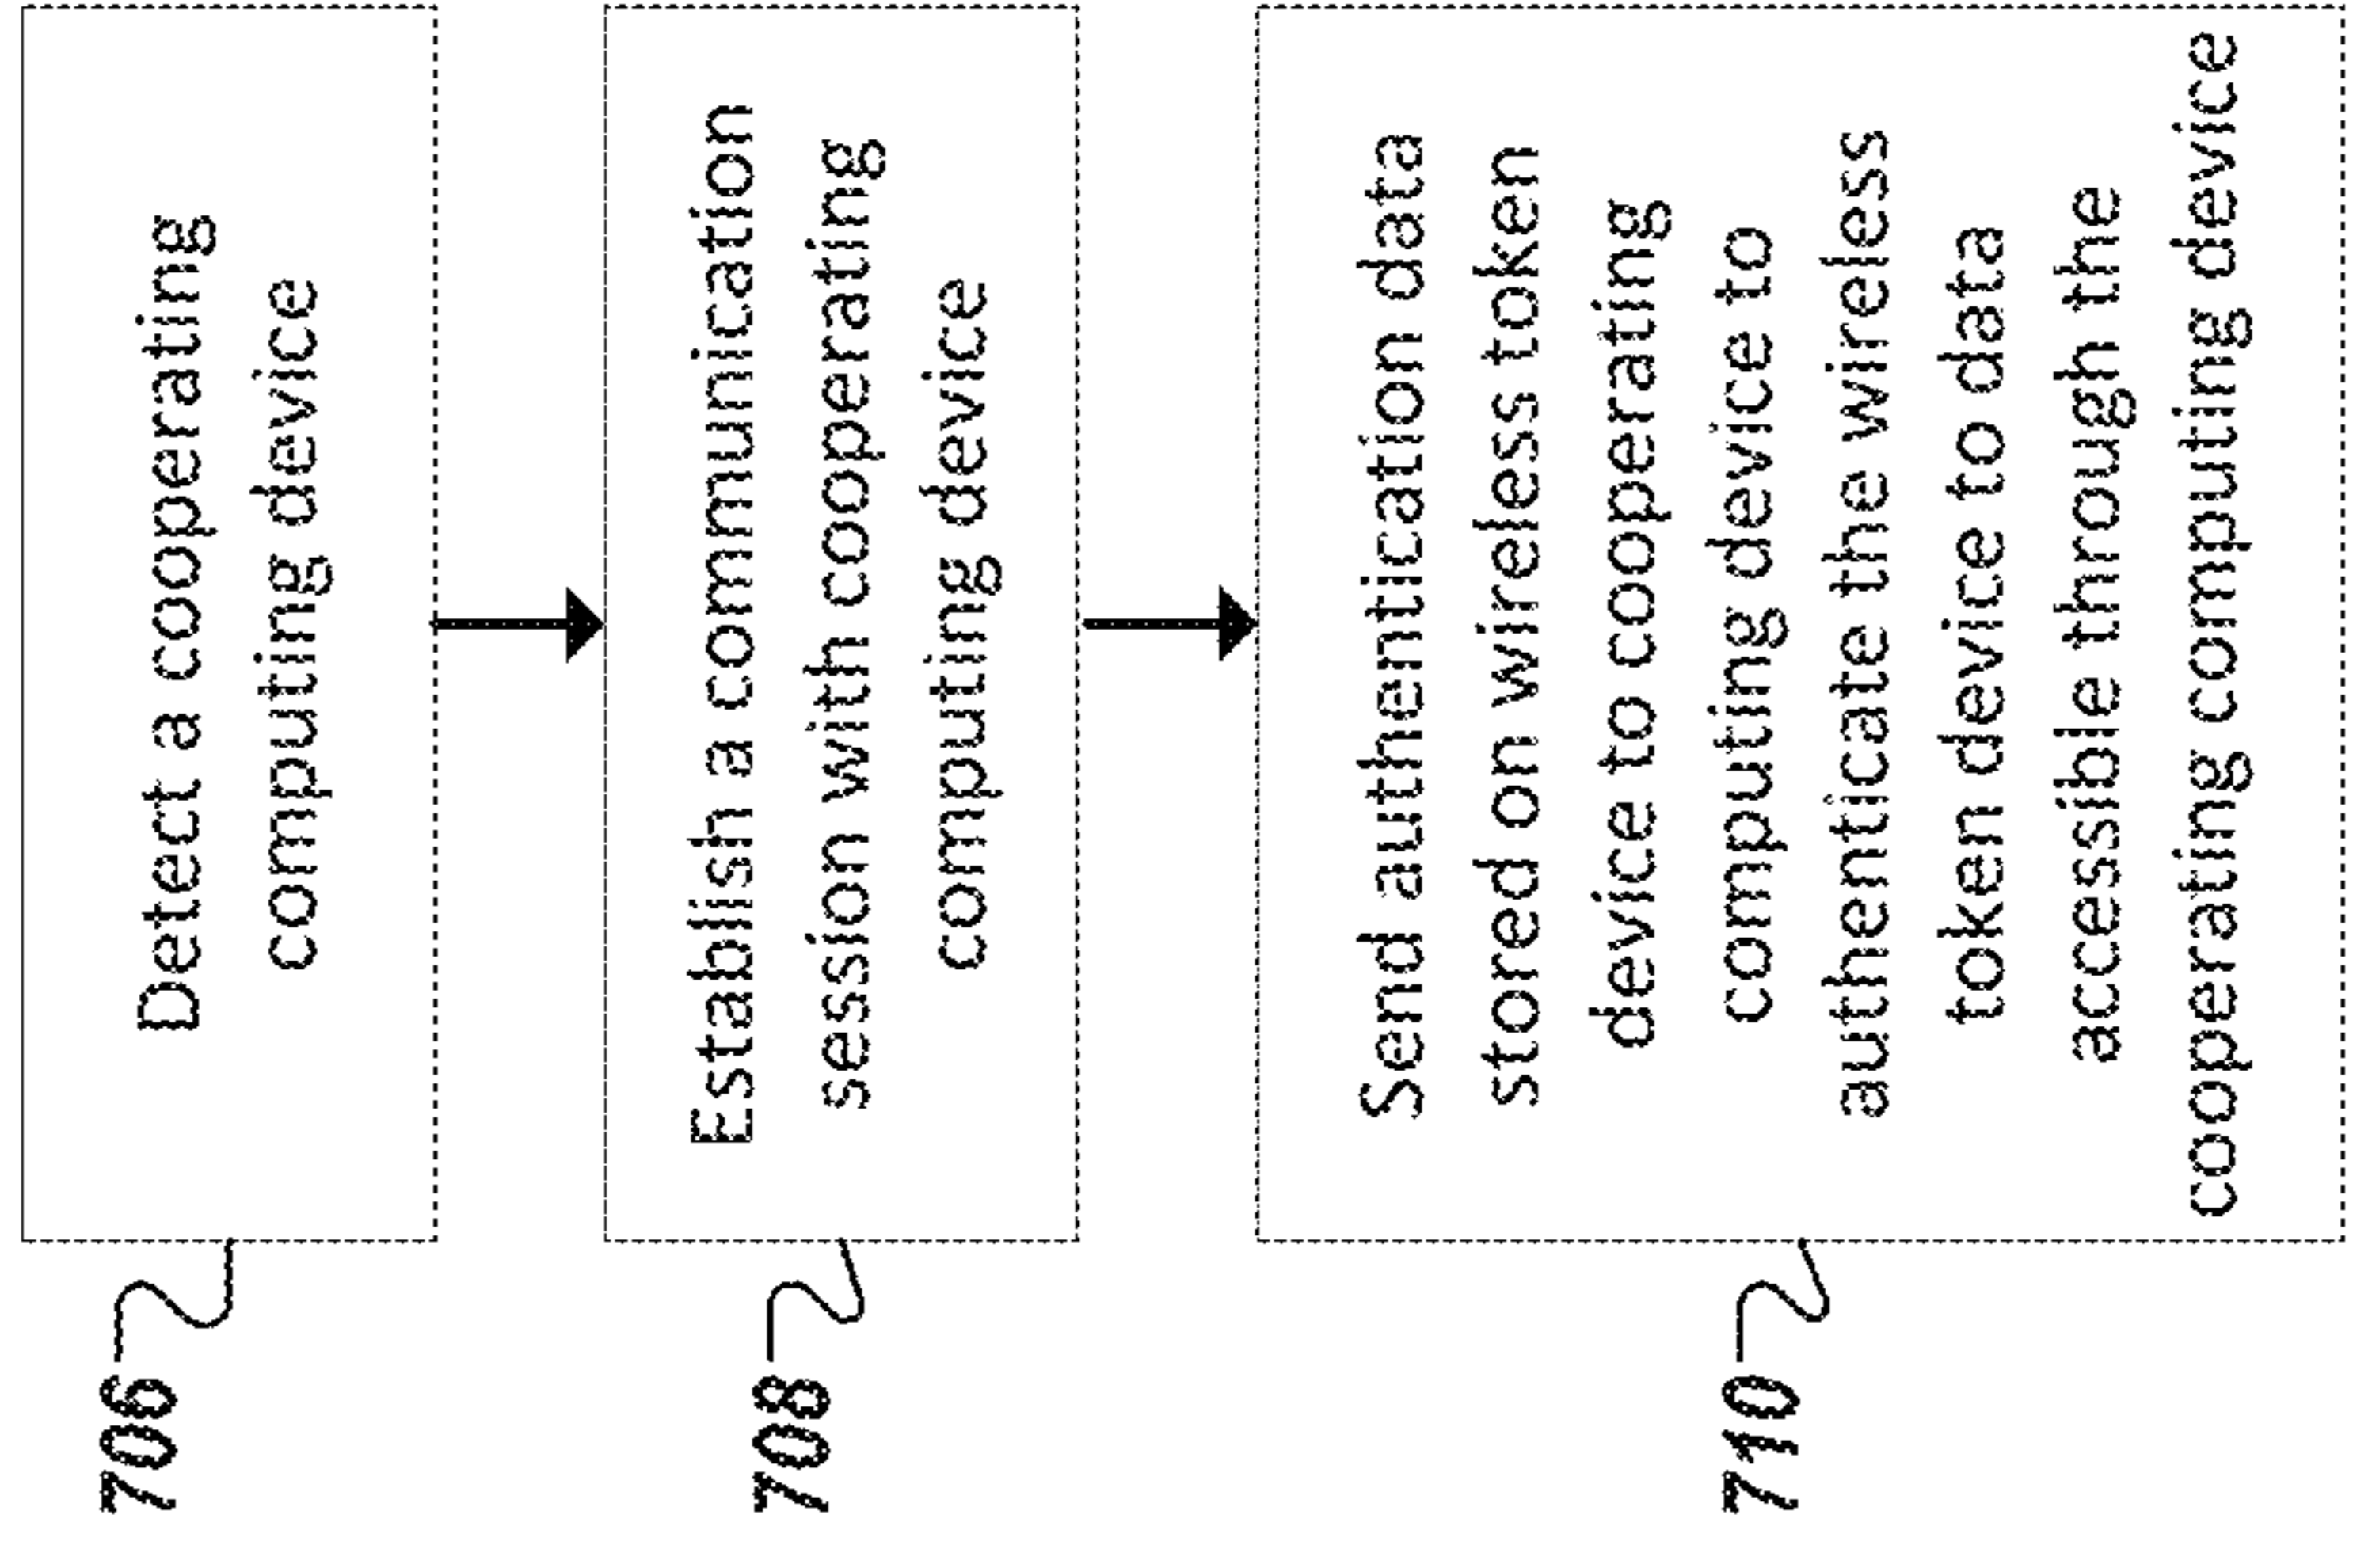 706
Detect a cooperating
computing device
708
Establish a communication
session with cooperating
computing device
710
Send authentication data
stored on wireless token
device to cooperating
computing device to
authenticate the wireless
token device to data
accessible through the
cooperating computing device